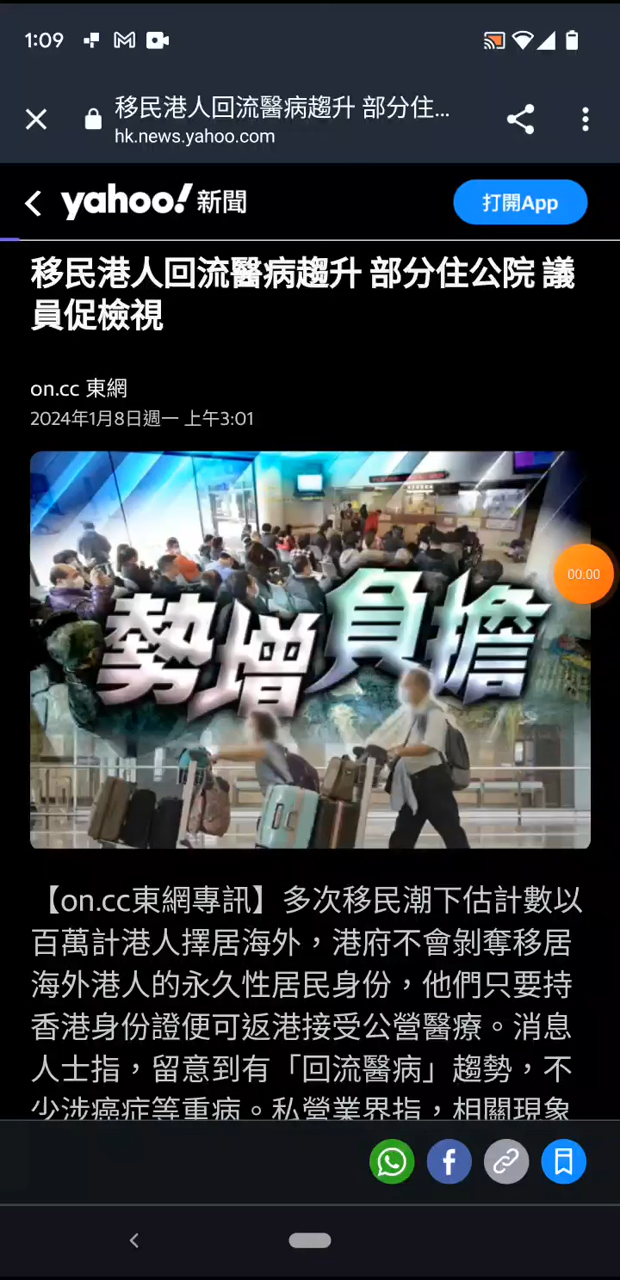 1:09
移民港人回流醫病趨升 部分住...
hk.news.yahoo.com
yahoo!新聞
打開App
移民港人回流醫病趨升 部分住公院 議
員促檢視
on.cc 東網
2024年1月8日週一 上午3:01
00:00
勢增負擔
【on.cc東網專訊】多次移民潮下估計數以
百萬計港人擇居海外，港府不會剝奪移居
海外港人的永久性居民身份，他們只要持
香港身份證便可返港接受公營醫療。消息
人士指，留意到有「回流醫病」趨勢，不
少涉癌症等重病。私營業界指，相關現象